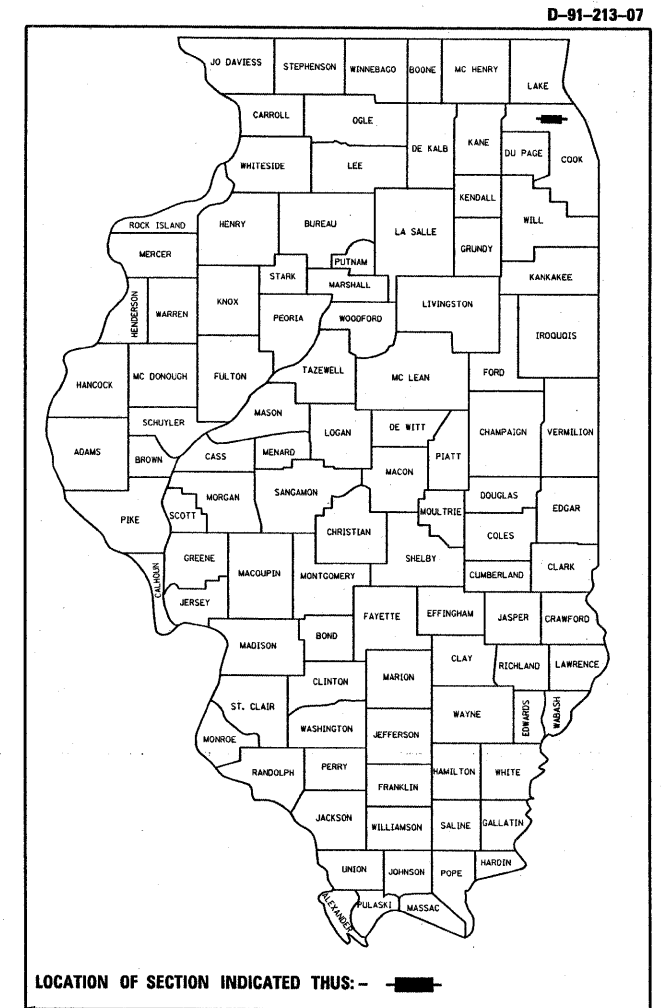 D-91-213-07
JO DAVIESS
STEPHENSON
WINNEBAGO
BOONE
MC HENRY
LAKE
CARROLL
OGLE
DE KALB
KANE
DU PAGE
COOK
WHITESIDE
LEE
KENDALL
ROCK ISLAND
HENRY
BUREAU
LA SALLE
WILL
GRUNDY
MERCER
PUTNAM
STARK
MARSHALL
KANKAKEE
HENDERSON
WARREN
KNOX
PEORIA
WOODFORD
LIVINGSTON
IROQUOIS
HANCOCK
MC DONOUGH
FULTON
TAZEWELL
MC LEAN
FORD
SCHUYLER
MASON
LOGAN
DE WITT
CHAMPAIGN
VERMILION
ADAMS
BROWN
CASS
MENARD
PIATT
MACON
PIKE
SCOTT
MORGAN
SANGAMON
CHRISTIAN
MOULTRIE
DOUGLAS
EDGAR
COLES
GREENE
CALHOUN
MACOUPIN
MONTGOMERY
SHELBY
CUMBERLAND
CLARK
JERSEY
FAYETTE
EFFINGHAM
JASPER
CRAWFORD
MADISON
BOND
CLAY
RICHLAND
LAWRENCE
CLINTON
MARION
ST. CLAIR
WAYNE
EDWARDS
WABASH
MONROE
WASHINGTON
JEFFERSON
RANDOLPH
PERRY
HAMILTON
WHITE
FRANKLIN
JACKSON
WILLIAMSON
SALINE
GALLATIN
UNION
JOHNSON
POPE
HARDIN
ALEXANDER
PULASKI
MASSAC
LOCATION OF SECTION INDICATED THUS: -